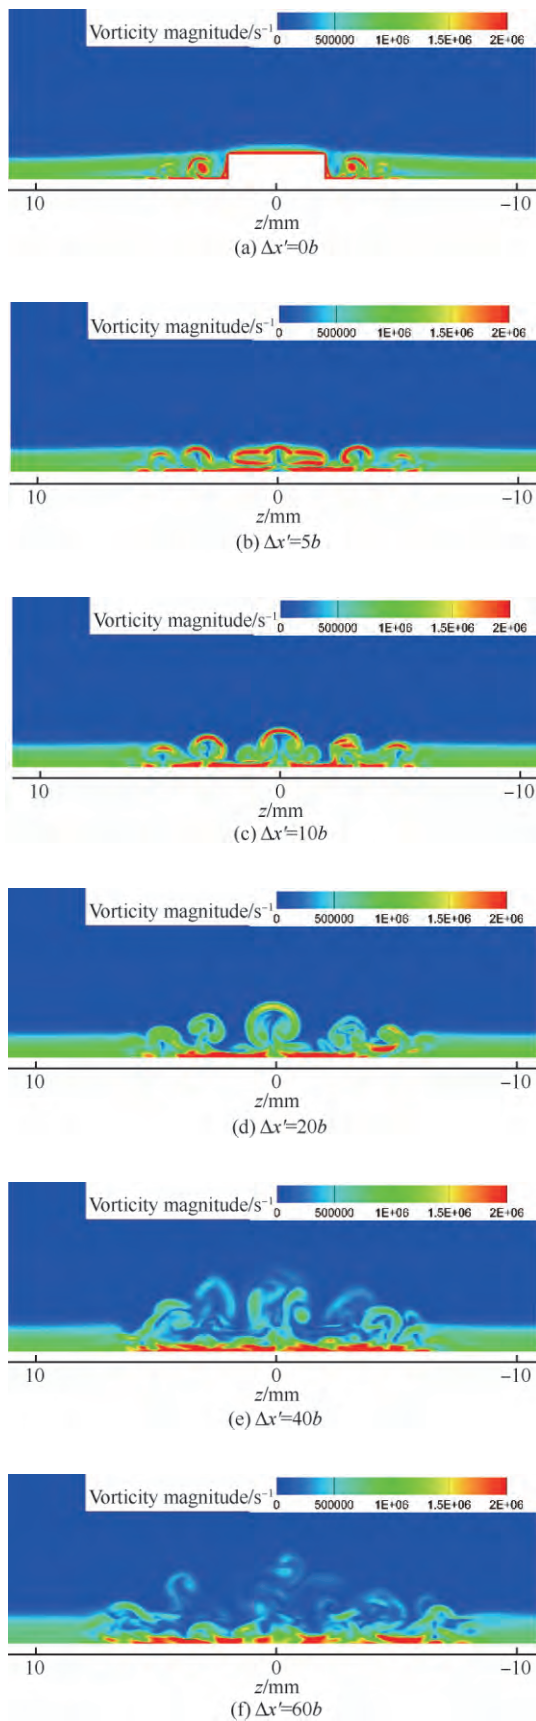 Vorticity magnitude/s⁻¹
0 500000 1E+06 1.5E+06 2E+06
10 0 −10
z/mm
(a) Δx′=0b
Vorticity magnitude/s⁻¹
0 500000 1E+06 1.5E+06 2E+06
10 0 −10
z/mm
(b) Δx′=5b
Vorticity magnitude/s⁻¹
0 500000 1E+06 1.5E+06 2E+06
10 0 −10
z/mm
(c) Δx′=10b
Vorticity magnitude/s⁻¹
0 500000 1E+06 1.5E+06 2E+06
10 0 −10
z/mm
(d) Δx′=20b
Vorticity magnitude/s⁻¹
0 500000 1E+06 1.5E+06 2E+06
10 0 −10
z/mm
(e) Δx′=40b
Vorticity magnitude/s⁻¹
0 500000 1E+06 1.5E+06 2E+06
10 0 −10
z/mm
(f) Δx′=60b